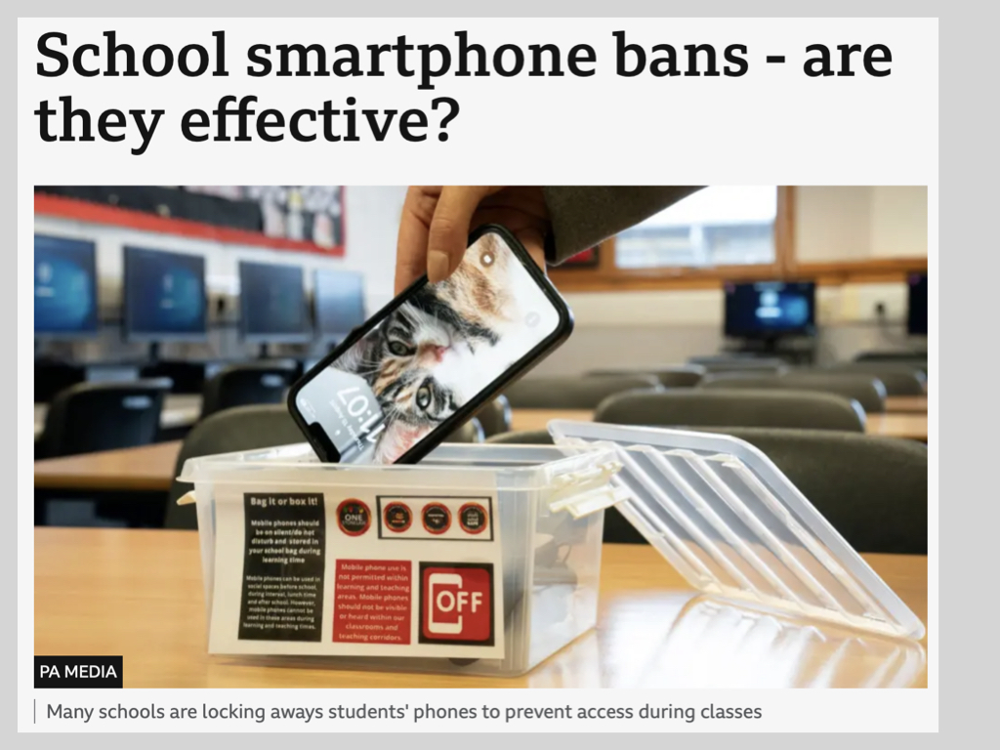 School smartphone bans - are
they effective?
11:07
Bag it or box it!
Mobile phones should
be on silent/do not
disturb and stored in
your school bag during
learning time
Mobile phones can be used in
social spaces before school,
during interval, lunch time
and after school. However,
mobile phones cannot be
used in these areas during
learning and teaching times.
ONE
Mobile phone use is
not permitted within
learning and teaching
areas. Mobile phones
should not be visible
or heard within our
classrooms and
teaching corridors.
OFF
PA MEDIA
Many schools are locking aways students' phones to prevent access during classes